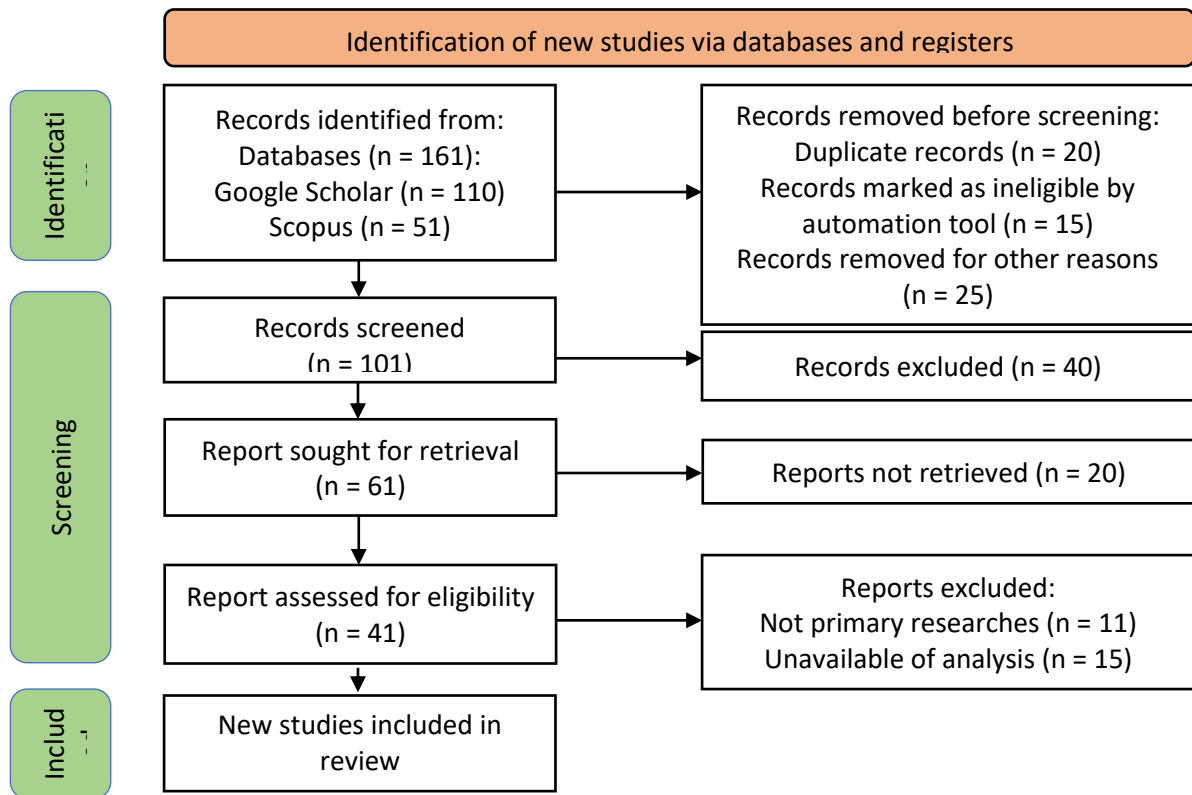 Identification of new studies via databases and registers
Identificati
Records identified from:
Databases (n = 161):
Google Scholar (n = 110)
Scopus (n = 51)
Records removed before screening:
Duplicate records (n = 20)
Records marked as ineligible by
automation tool (n = 15)
Records removed for other reasons
(n = 25)
Screening
Records screened
(n = 101)
Records excluded (n = 40)
Report sought for retrieval
(n = 61)
Reports not retrieved (n = 20)
Report assessed for eligibility
(n = 41)
Reports excluded:
Not primary researches (n = 11)
Unavailable of analysis (n = 15)
Includ
New studies included in
review